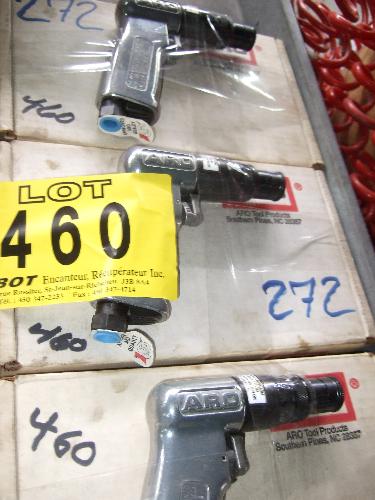 272
460
ARO
LOT
460
BOT Encanteur, Récupérateur Inc.
ARO Tool Products
Southern Pines, NC 28387
272
460
460
ARO
ARO Tool Products
Southern Pines, NC 28387